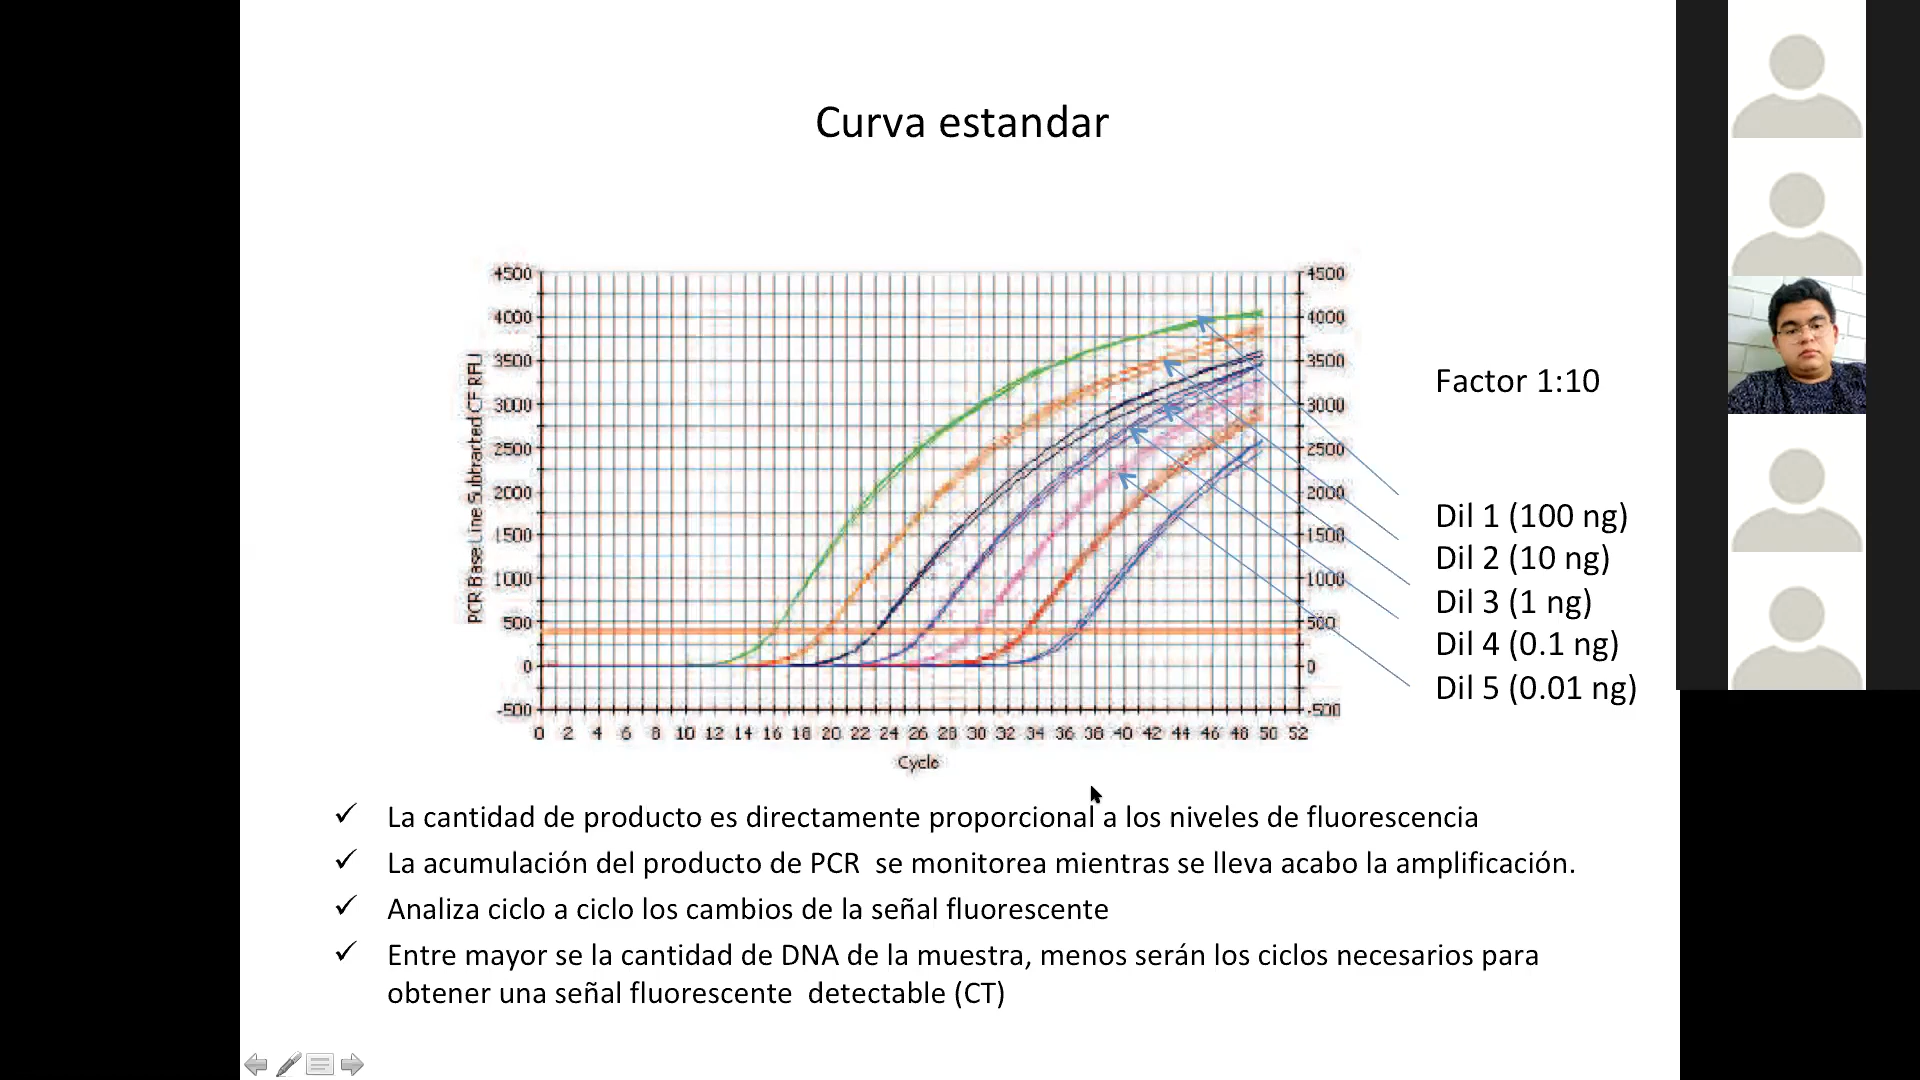 Curva estandar
4500 4500
4000 4000
3500 3500
3000 3000
2500 2500
2000 2000
1500 1500
1000 1000
500 500
0 0
-500 -500
PCR Base Line Subtracted CF RFU
0 2 4 6 8 10 12 14 16 18 20 22 24 26 28 30 32 34 36 38 40 42 44 46 48 50 52
Cycle
Factor 1:10
Dil 1 (100 ng)
Dil 2 (10 ng)
Dil 3 (1 ng)
Dil 4 (0.1 ng)
Dil 5 (0.01 ng)
✓ La cantidad de producto es directamente proporcional a los niveles de fluorescencia
✓ La acumulación del producto de PCR se monitorea mientras se lleva acabo la amplificación.
✓ Analiza ciclo a ciclo los cambios de la señal fluorescente
✓ Entre mayor se la cantidad de DNA de la muestra, menos serán los ciclos necesarios para
obtener una señal fluorescente detectable (CT)